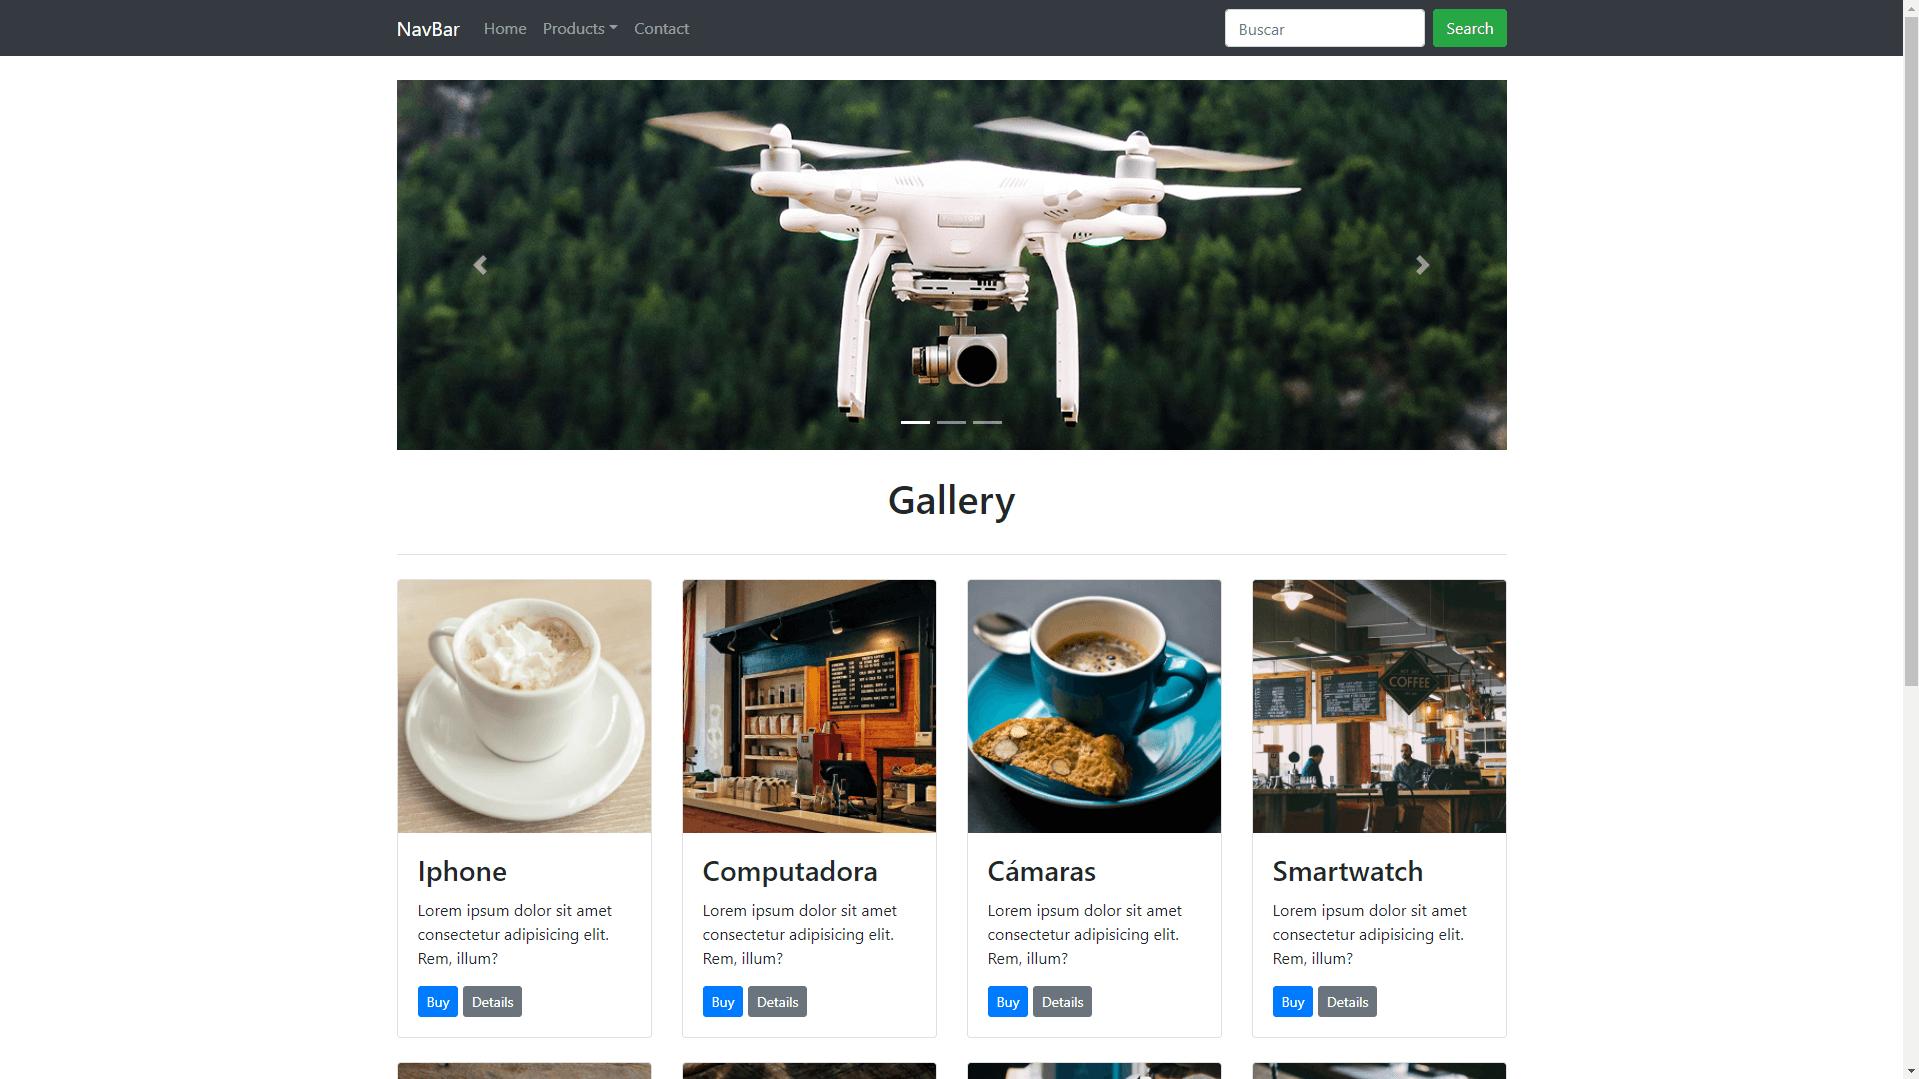 NavBar
Home Products Contact
Buscar
Search
PHANTOM
Gallery
COFFEE
Iphone
Lorem ipsum dolor sit amet
consectetur adipisicing elit.
Rem, illum?
Buy Details
Computadora
Lorem ipsum dolor sit amet
consectetur adipisicing elit.
Rem, illum?
Buy Details
Cámaras
Lorem ipsum dolor sit amet
consectetur adipisicing elit.
Rem, illum?
Buy Details
Smartwatch
Lorem ipsum dolor sit amet
consectetur adipisicing elit.
Rem, illum?
Buy Details